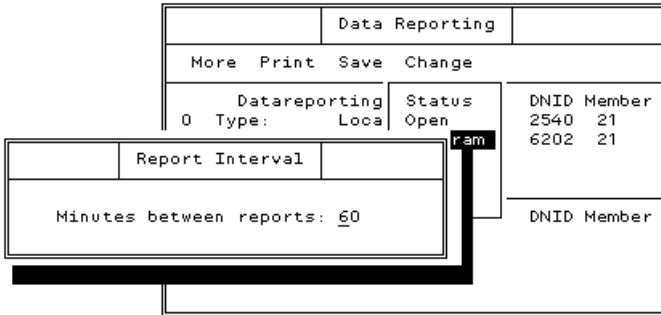 Data Reporting
More Print Save Change
Datareporting Status DNID Member
0 Type: Loca Open 2540 21
ram 6202 21
Report Interval
Minutes between reports: 60
DNID Member